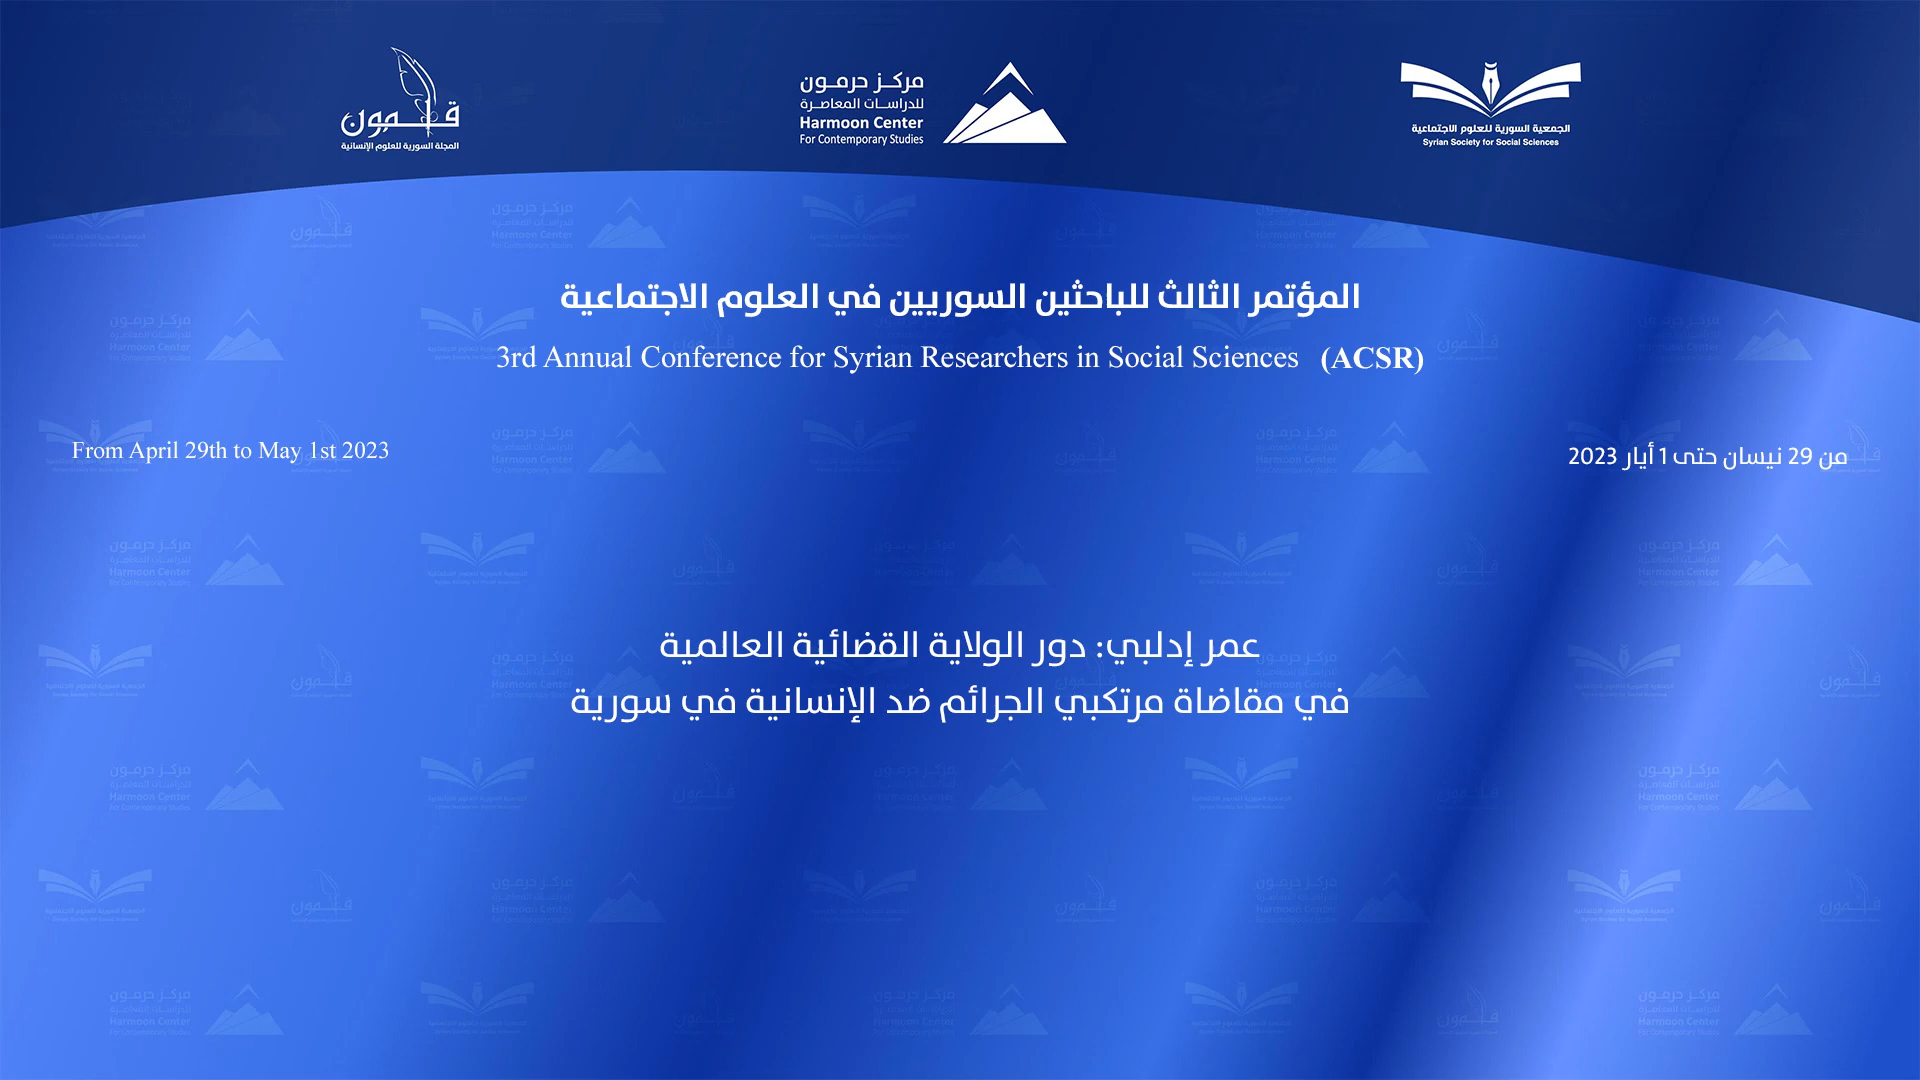 قلمون
المجلة السورية للعلوم الإنسانية
مركز حرمون
للدراسات المعاصرة
Harmoon Center
For Contemporary Studies
الجمعية السورية للعلوم الاجتماعية
Syrian Society for Social Sciences
المؤتمر الثالث للباحثين السوريين في العلوم الاجتماعية
3rd Annual Conference for Syrian Researchers in Social Sciences (ACSR)
From April 29th to May 1st 2023
من 29 نيسان حتى 1 أيار 2023
عمر إدلبي: دور الولاية القضائية العالمية
في مقاضاة مرتكبي الجرائم ضد الإنسانية في سورية